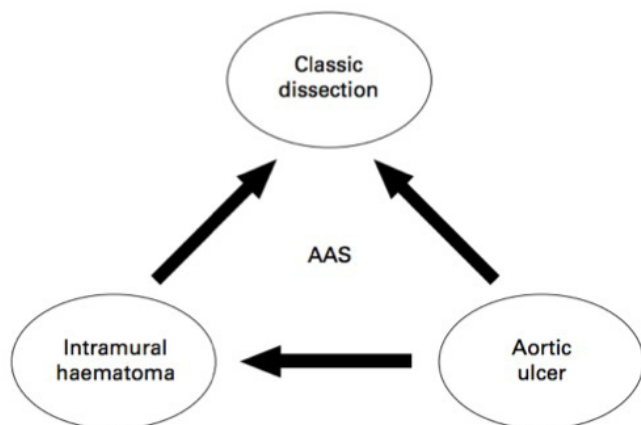 Classic
dissection
AAS
Intramural
haematoma
Aortic
ulcer